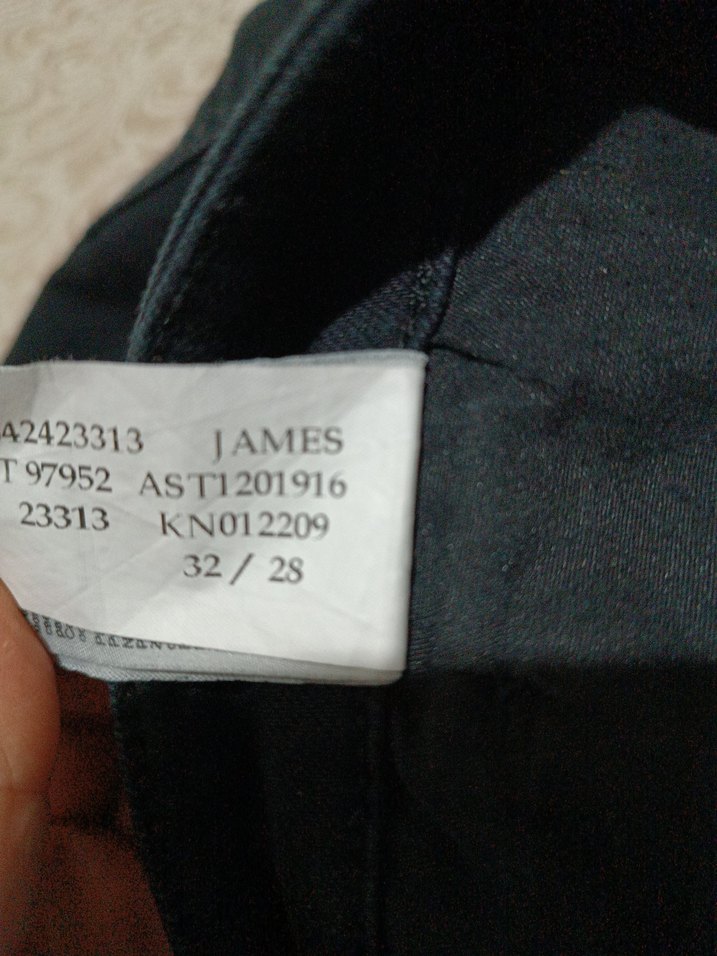 42423313 JAMES
T 97952 AST1201916
23313 KN012209
32 / 28